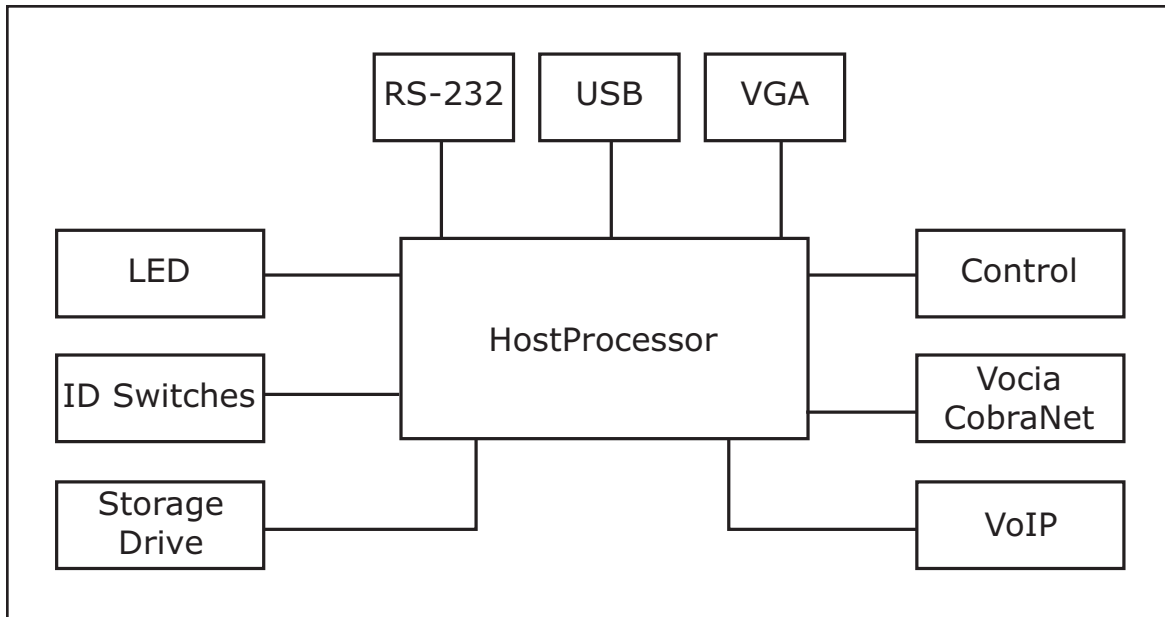 RS-232
USB
VGA
LED
Control
HostProcessor
ID Switches
Vocia
CobraNet
Storage
Drive
VoIP